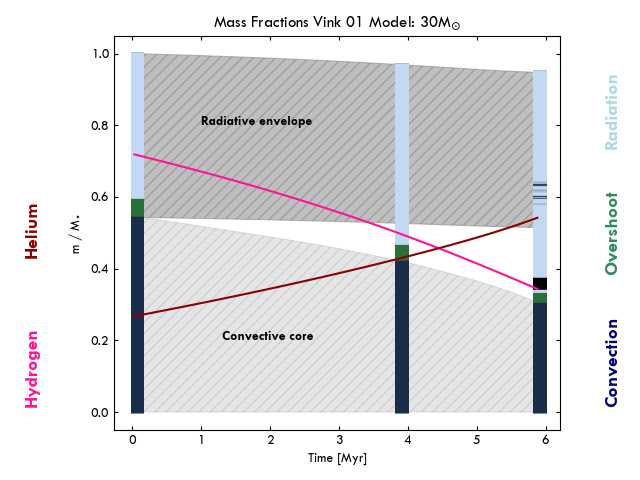 Mass Fractions Vink 01 Model: 30M☉
Helium
Hydrogen
m / M⋆
1.0
0.8
0.6
0.4
0.2
0.0
Radiative envelope
Convective core
0 1 2 3 4 5 6
Time [Myr]
Radiation
Overshoot
Convection